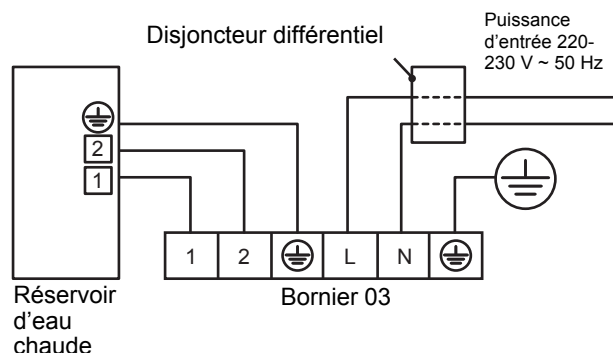 Disjoncteur différentiel
Puissance
d'entrée 220-
230 V ~ 50 Hz
2
1
1 2 L N
Réservoir
d'eau
chaude
Bornier 03